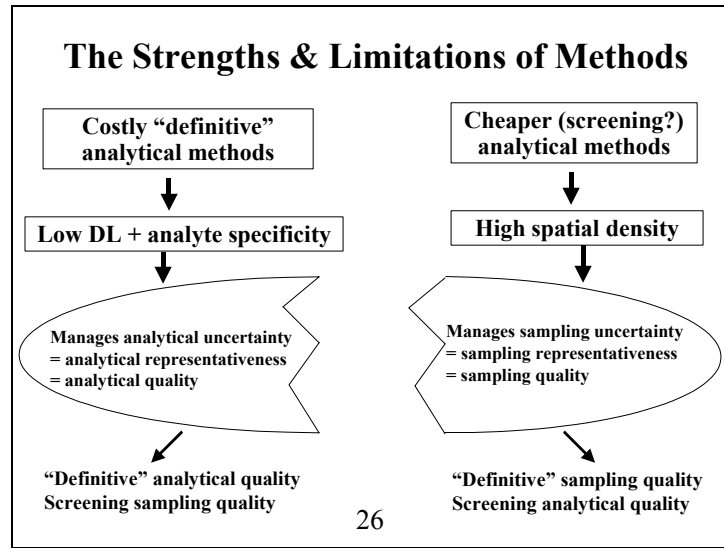 The Strengths & Limitations of Methods
Costly “definitive”
analytical methods
Low DL + analyte specificity
Manages analytical uncertainty
= analytical representativeness
= analytical quality
“Definitive” analytical quality
Screening sampling quality
Cheaper (screening?)
analytical methods
High spatial density
Manages sampling uncertainty
= sampling representativeness
= sampling quality
“Definitive” sampling quality
Screening analytical quality
26